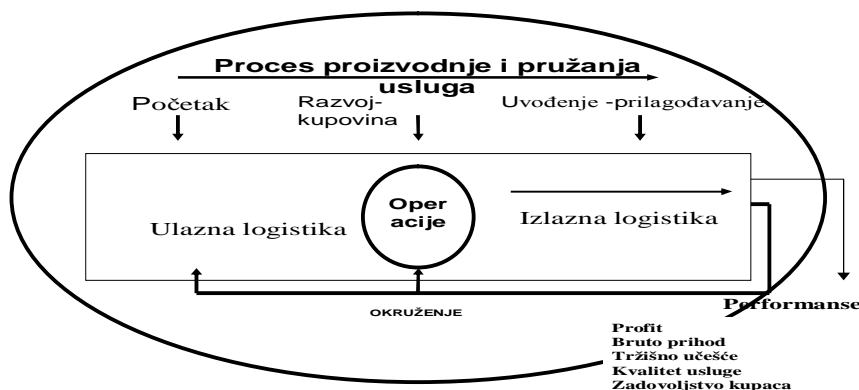 Proces proizvodnje i pružanja
usluga
Početak
Razvoj-
kupovina
Uvođenje -prilagođavanje
Ulazna logistika
Oper
acije
Izlazna logistika
OKRUŽENJE
Performanse
Profit
Bruto prihod
Tržišno učešće
Kvalitet usluge
Zadovoljstvo kupaca